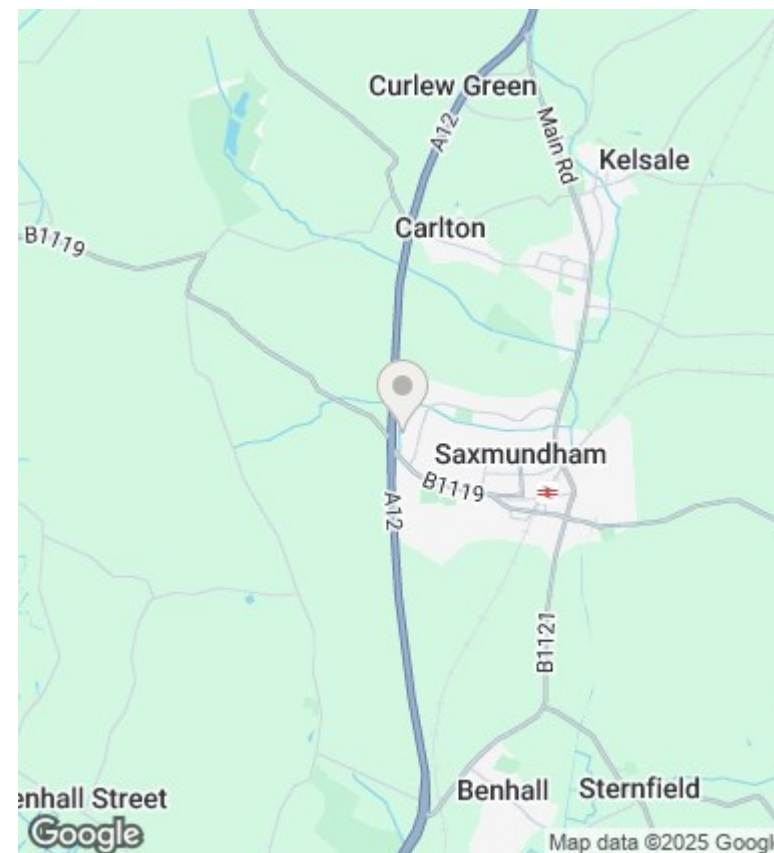 Curlew Green
A12
Main Rd
Kelsale
Carlton
B1119
Saxmundham
B1119
A12
B1121
Benhall
Sternfield
enhall Street
Google
Map data ©2025 Googl